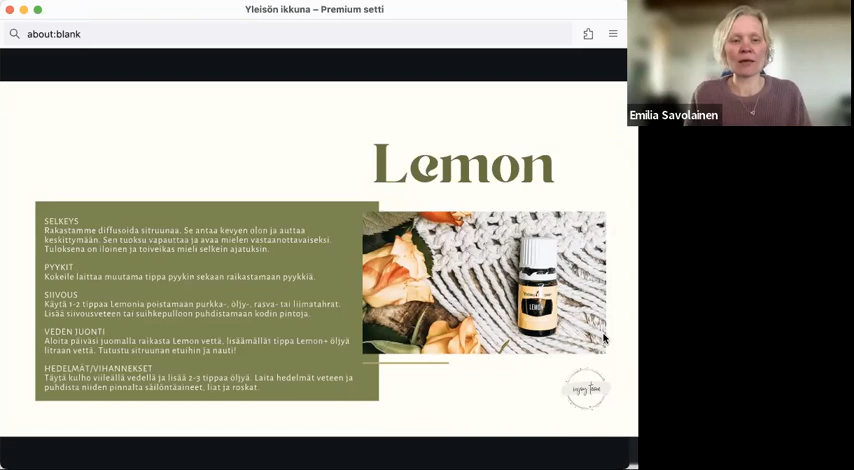 Yleisön ikkuna – Premium setti
about:blank
Emilia Savolainen
Lemon
SELKEYS
Rakastamme diffusoida sitruunaa. Se antaa kevyen olon ja auttaa
keskittymään. Sen tuoksu vapauttaa ja avaa mielen vastaanottavaiseksi.
Tuloksena on iloinen ja toiveikas mieli selkein ajatuksin.
PYYKIT
Kokeile laittaa muutama tippa pyykin sekaan raikastamaan pyykkiä.
SIIVOUS
Käytä 1-2 tippaa Lemonia poistamaan purkka-, öljy-, rasva- tai liimatahrat.
Lisää siivousveteen tai suihkepulloon puhdistamaan kodin pintoja.
VEDEN JUONTI
Aloita päiväsi juomalla raikasta Lemon vettä, lisäämällä1 tippa Lemon+ öljyä
litraan vettä. Tutustu sitruunan etuihin ja nauti!
HEDELMÄT/VIHANNEKSET
Täytä kulho viileällä vedellä ja lisää 2-3 tippaa öljyä. Laita hedelmät veteen ja
puhdista niiden pinnalta säilöntäaineet, liat ja roskat.
YOUNG LIVING
LEMON